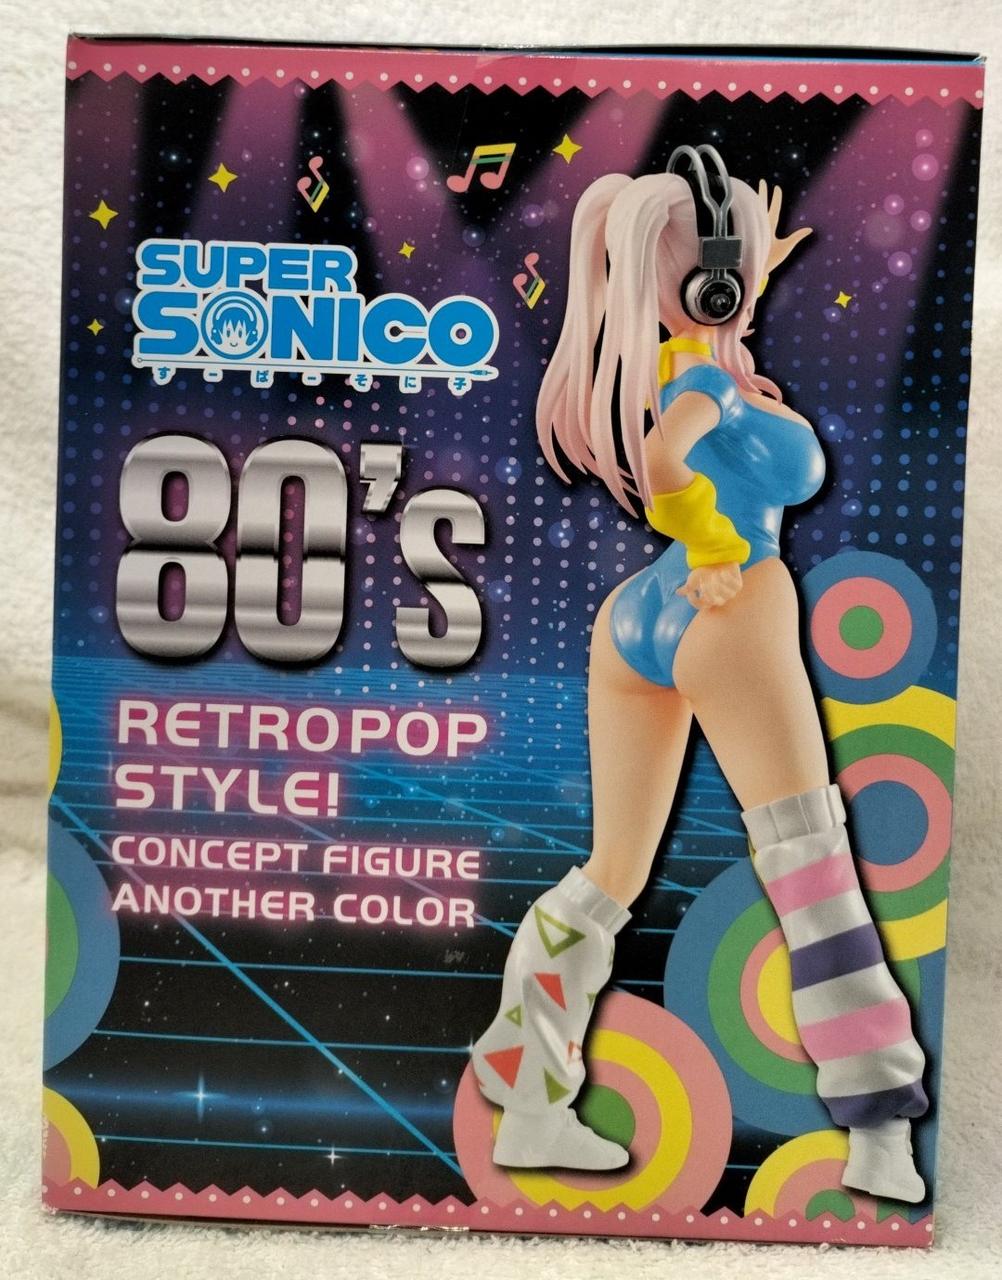 SUPER
SONICO
すーぱーそに子
80's
RETROPOP
STYLE!
CONCEPT FIGURE
ANOTHER COLOR